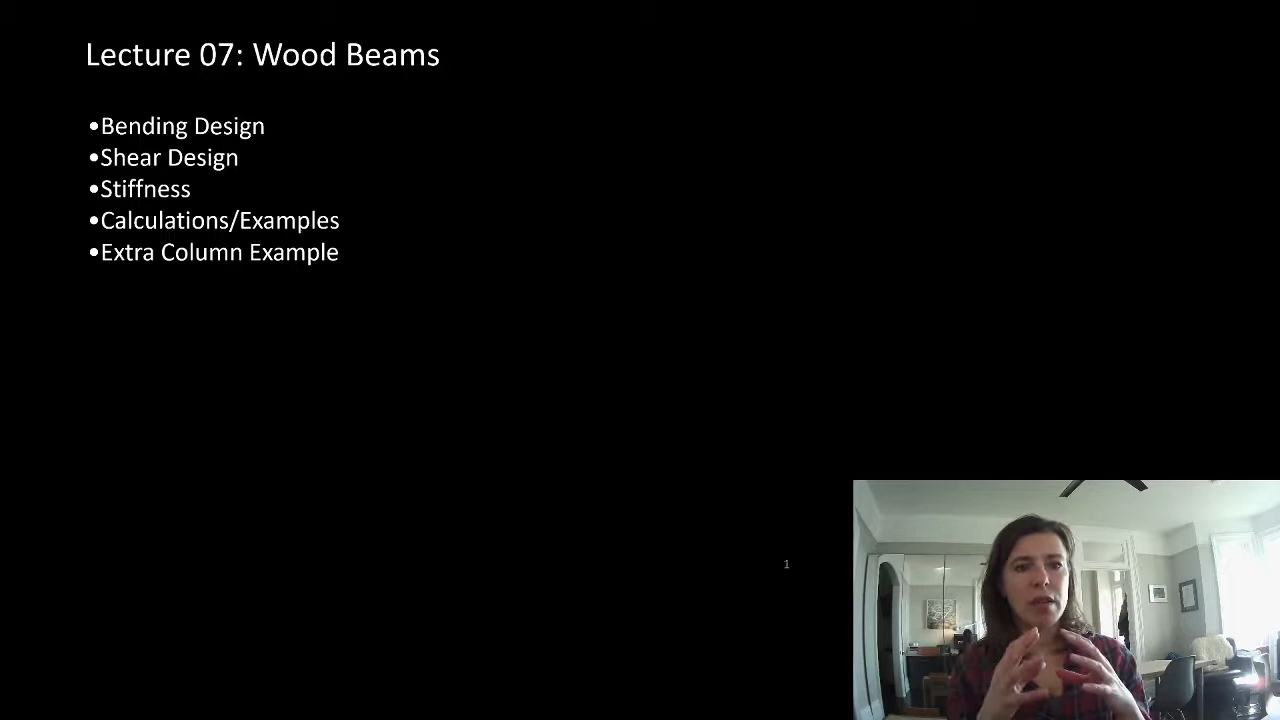 Lecture 07: Wood Beams
•Bending Design
•Shear Design
•Stiffness
•Calculations/Examples
•Extra Column Example
1